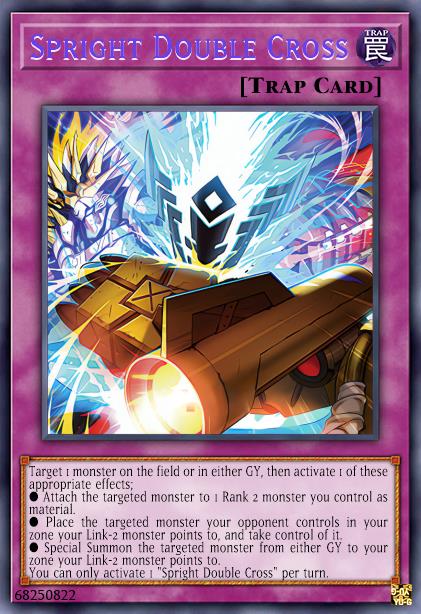 Spright Double Cross
TRAP
罠
[Trap Card]
Target 1 monster on the field or in either GY, then activate 1 of these
appropriate effects;
● Attach the targeted monster to 1 Rank 2 monster you control as
material.
● Place the targeted monster your opponent controls in your
zone your Link-2 monster points to, and take control of it.
● Special Summon the targeted monster from either GY to your
zone your Link-2 monster points to.
You can only activate 1 "Spright Double Cross" per turn.
68250822